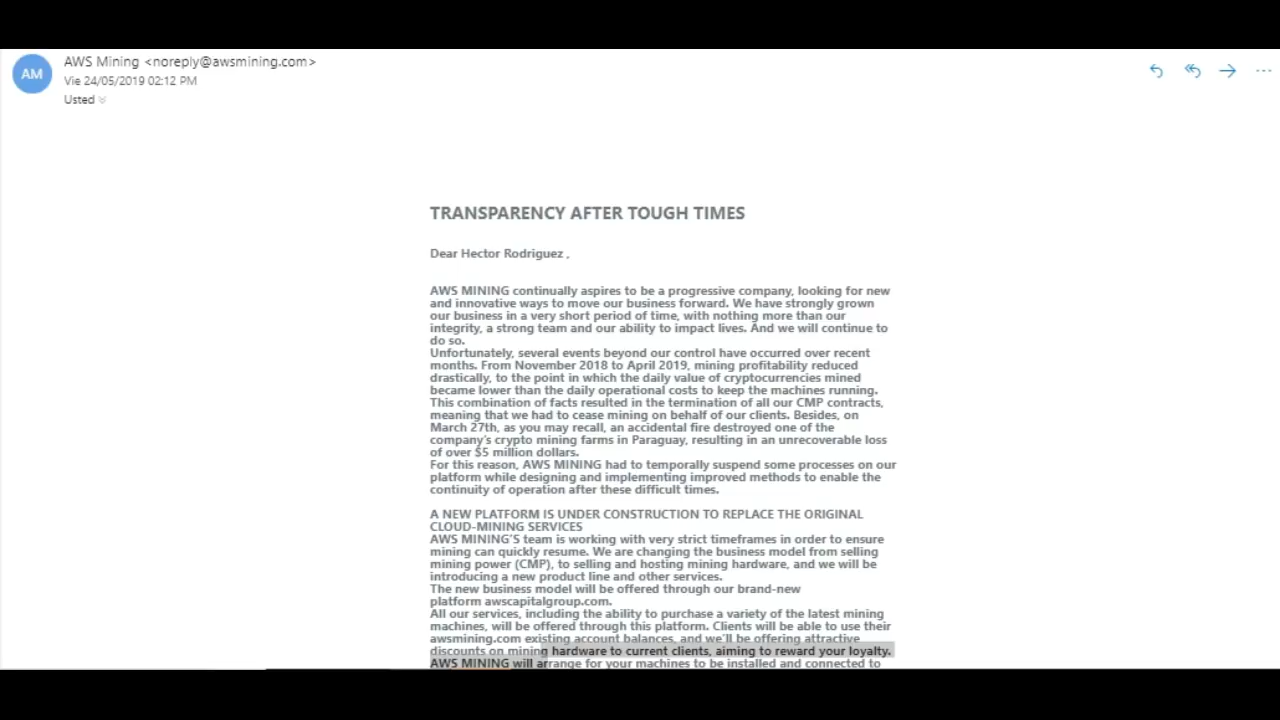 AM
AWS Mining <noreply@awsmining.com>
Vie 24/05/2019 02:12 PM
Usted
TRANSPARENCY AFTER TOUGH TIMES
Dear Hector Rodriguez ,
AWS MINING continually aspires to be a progressive company, looking for new
and innovative ways to move our business forward. We have strongly grown
our business in a very short period of time, with nothing more than our
integrity, a strong team and our ability to impact lives. And we will continue to
do so.
Unfortunately, several events beyond our control have occurred over recent
months. From November 2018 to April 2019, mining profitability reduced
drastically, to the point in which the daily value of cryptocurrencies mined
became lower than the daily operational costs to keep the machines running.
This combination of facts resulted in the termination of all our CMP contracts,
meaning that we had to cease mining on behalf of our clients. Besides, on
March 27th, as you may recall, an accidental fire destroyed one of the
company's crypto mining farms in Paraguay, resulting in an unrecoverable loss
of over $5 million dollars.
For this reason, AWS MINING had to temporally suspend some processes on our
platform while designing and implementing improved methods to enable the
continuity of operation after these difficult times.
A NEW PLATFORM IS UNDER CONSTRUCTION TO REPLACE THE ORIGINAL
CLOUD-MINING SERVICES
AWS MINING'S team is working with very strict timeframes in order to ensure
mining can quickly resume. We are changing the business model from selling
mining power (CMP), to selling and hosting mining hardware, and we will be
introducing a new product line and other services.
The new business model will be offered through our brand-new
platform awscapitalgroup.com.
All our services, including the ability to purchase a variety of the latest mining
machines, will be offered through this platform. Clients will be able to use their
awsmining.com existing account balances, and we'll be offering attractive
discounts on mining hardware to current clients, aiming to reward your loyalty.
AWS MINING will arrange for your machines to be installed and connected to